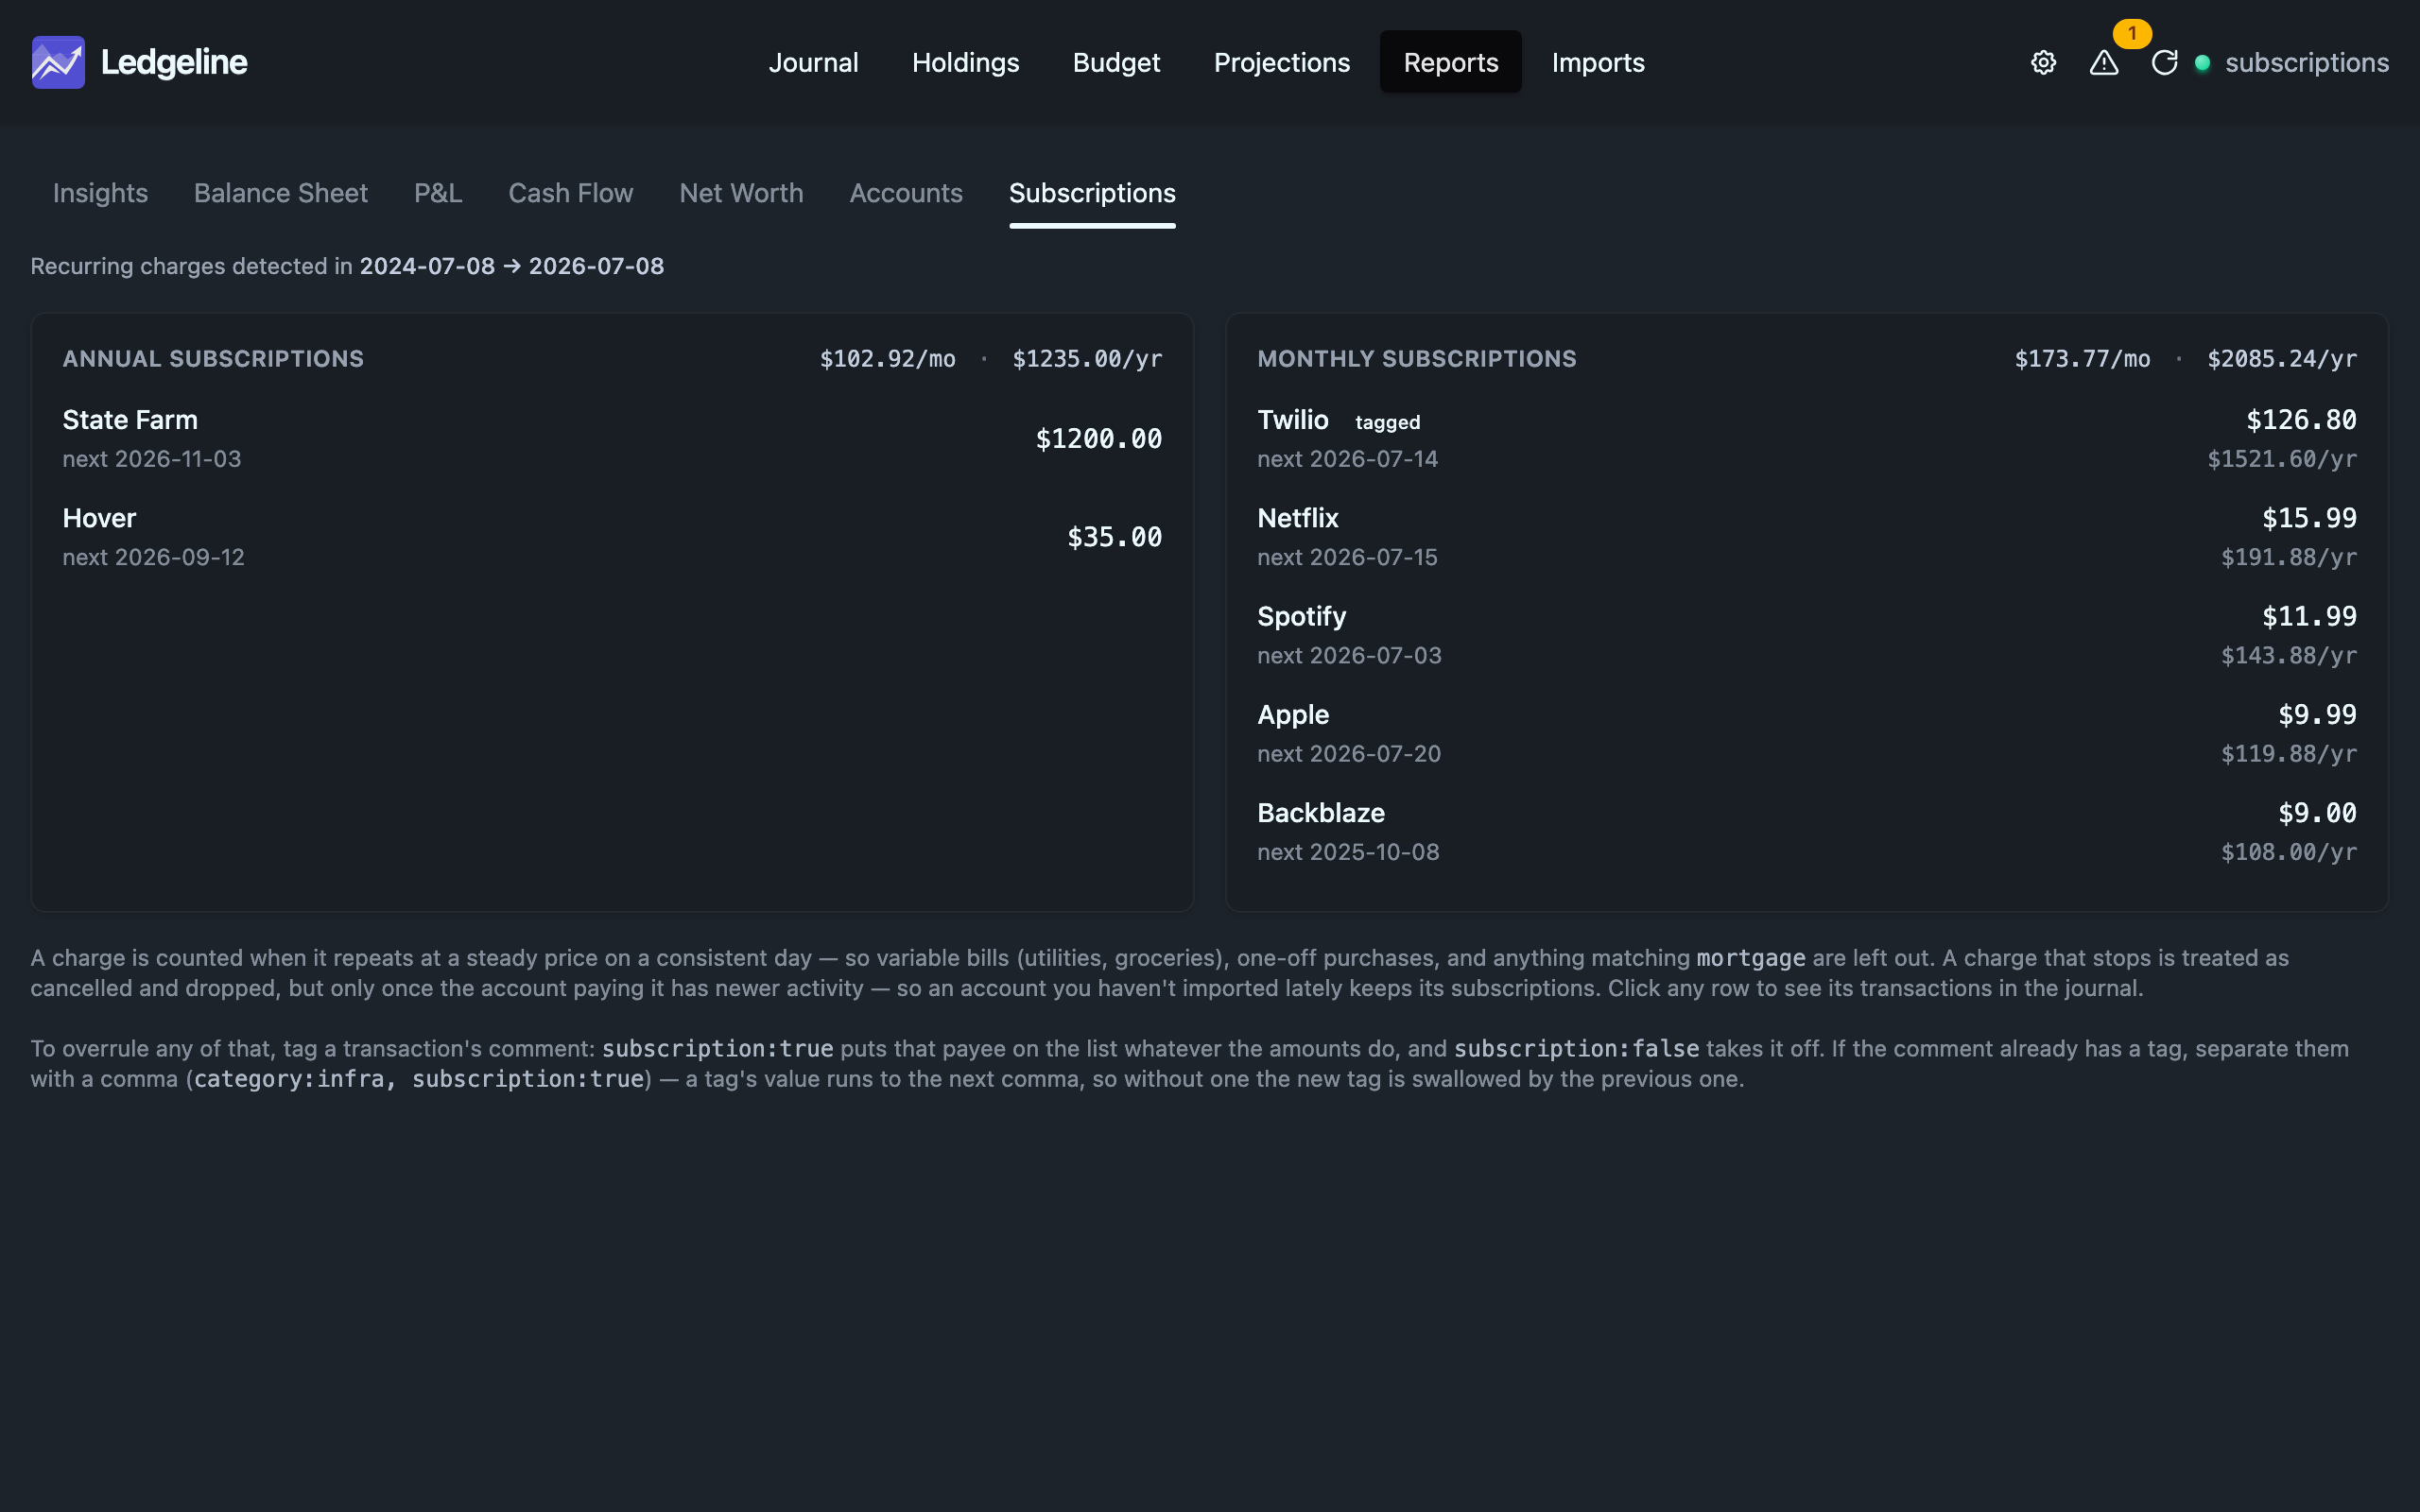 Ledgeline
Journal Holdings Budget Projections Reports Imports
1
subscriptions
Insights Balance Sheet P&L Cash Flow Net Worth Accounts Subscriptions
Recurring charges detected in 2024-07-08 → 2026-07-08
ANNUAL SUBSCRIPTIONS $102.92/mo · $1235.00/yr
State Farm
next 2026-11-03
$1200.00
Hover
next 2026-09-12
$35.00
MONTHLY SUBSCRIPTIONS $173.77/mo · $2085.24/yr
Twilio tagged $126.80
next 2026-07-14 $1521.60/yr
Netflix $15.99
next 2026-07-15 $191.88/yr
Spotify $11.99
next 2026-07-03 $143.88/yr
Apple $9.99
next 2026-07-20 $119.88/yr
Backblaze $9.00
next 2025-10-08 $108.00/yr
A charge is counted when it repeats at a steady price on a consistent day — so variable bills (utilities, groceries), one-off purchases, and anything matching mortgage are left out. A charge that stops is treated as
cancelled and dropped, but only once the account paying it has newer activity — so an account you haven't imported lately keeps its subscriptions. Click any row to see its transactions in the journal.
To overrule any of that, tag a transaction's comment: subscription:true puts that payee on the list whatever the amounts do, and subscription:false takes it off. If the comment already has a tag, separate them
with a comma (category:infra, subscription:true) — a tag's value runs to the next comma, so without one the new tag is swallowed by the previous one.